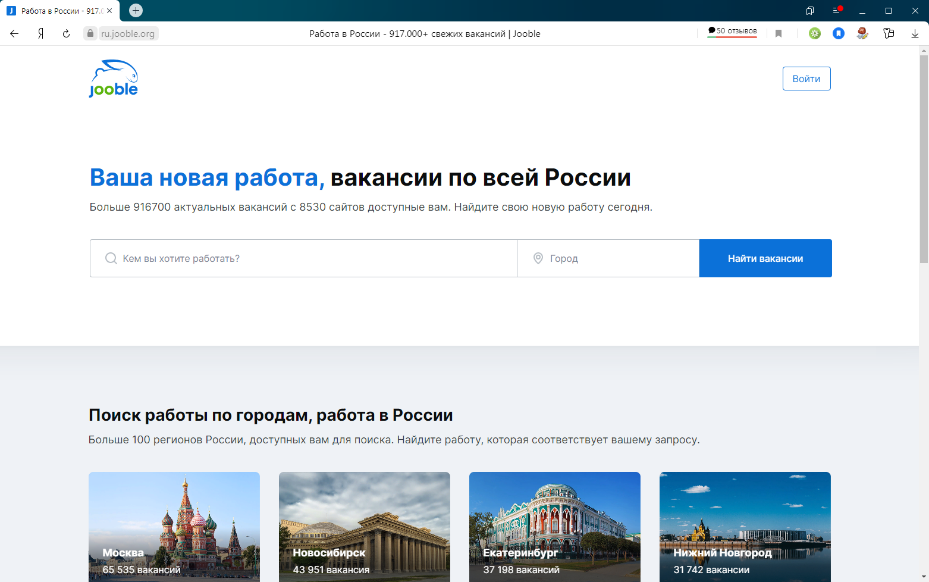 Работа в России - 917.
Я
ru.jooble.org
Работа в России - 917.000+ свежих вакансий | Jooble
50 отзывов
jooble
Войти
Ваша новая работа, вакансии по всей России
Больше 916700 актуальных вакансий с 8530 сайтов доступные вам. Найдите свою новую работу сегодня.
Кем вы хотите работать?
Город
Найти вакансии
Поиск работы по городам, работа в России
Больше 100 регионов России, доступных вам для поиска. Найдите работу, которая соответствует вашему запросу.
Москва
65 535 вакансий
Новосибирск
43 951 вакансия
Екатеринбург
37 198 вакансий
Нижний Новгород
31 742 вакансии